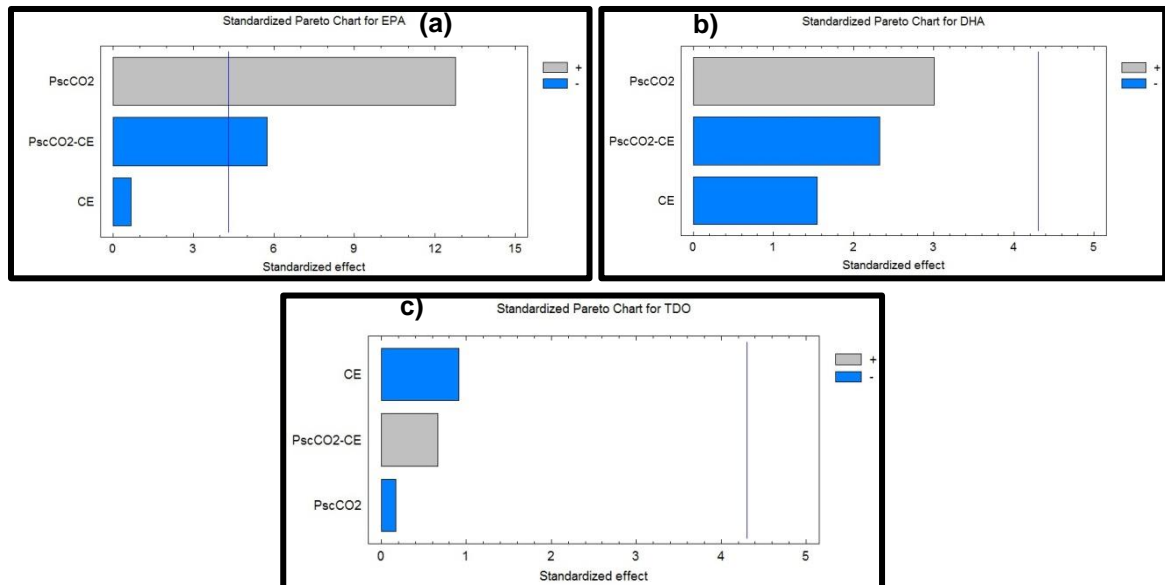 Standardized Pareto Chart for EPA
(a)
PscCO2
PscCO2-CE
CE
+
-
0 3 6 9 12 15
Standardized effect
b)
Standardized Pareto Chart for DHA
PscCO2
PscCO2-CE
CE
+
-
0 1 2 3 4 5
Standardized effect
c)
Standardized Pareto Chart for TDO
CE
PscCO2-CE
PscCO2
+
-
0 1 2 3 4 5
Standardized effect